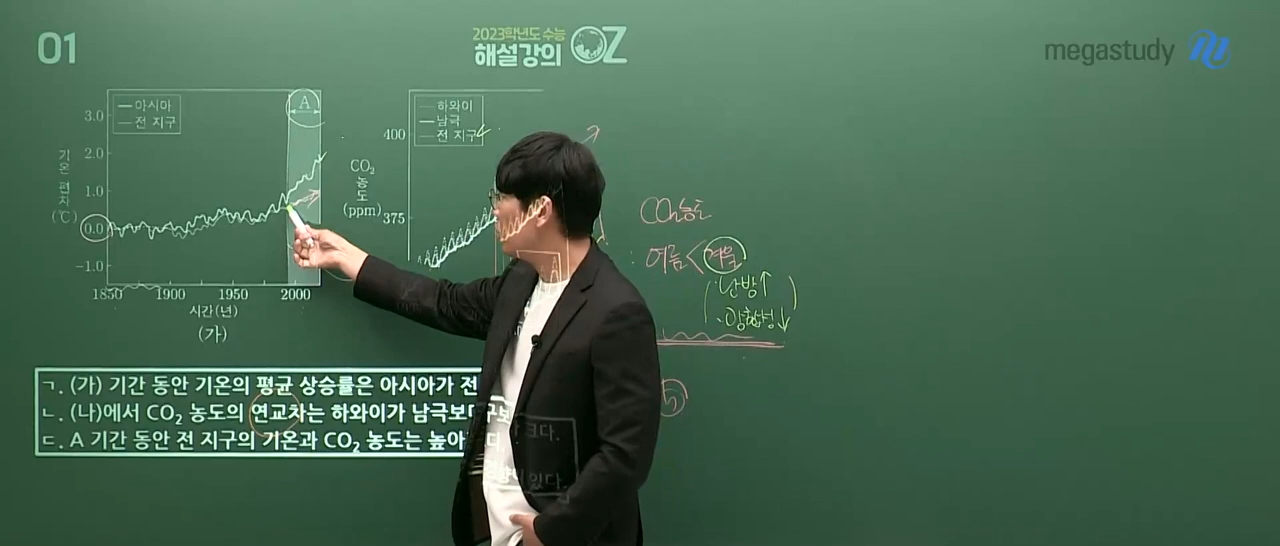 01
2023학년도 수능
해설강의 OZ
megastudy
A
아시아
전 지구
3.0
2.0
1.0
0.0
-1.0
기온 편차 (℃)
1850 1900 1950 2000
시간(년)
(가)
하와이
남극
전 지구
400
375
CO₂ 농도 (ppm)
CO₂ 농도
여름 < 겨울
난방↑
광합성↓
ㄱ. (가) 기간 동안 기온의 평균 상승률은 아시아가 전
ㄴ. (나)에서 CO₂ 농도의 연교차는 하와이가 남극보다
ㄷ. A 기간 동안 전 지구의 기온과 CO₂ 농도는 높아
크다.
있다.